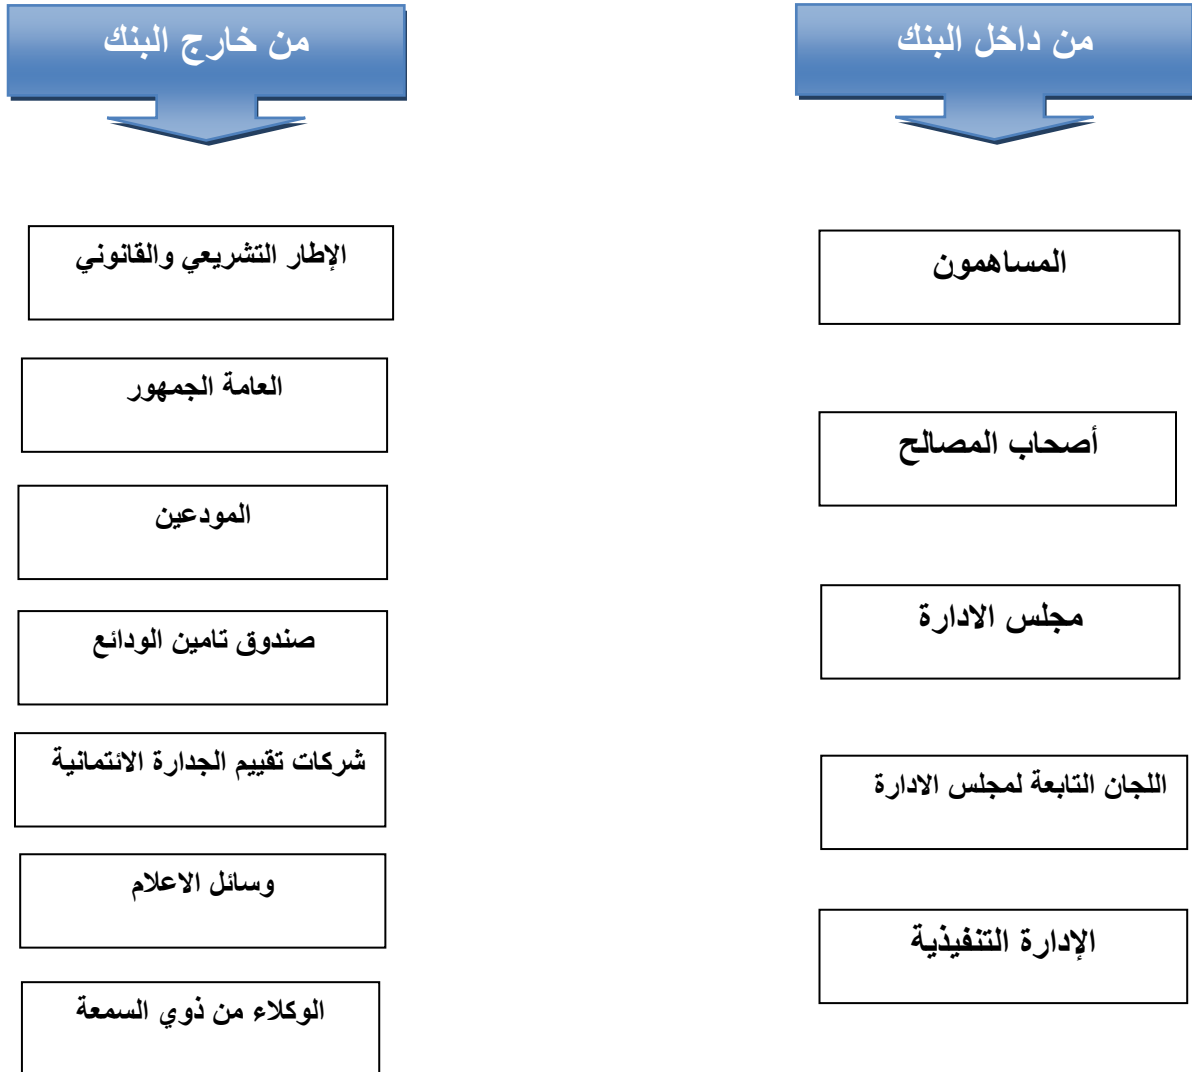 من داخل البنك
المساهمون
أصحاب المصالح
مجلس الادارة
اللجان التابعة لمجلس الادارة
الإدارة التنفيذية
من خارج البنك
الإطار التشريعي والقانوني
العامة الجمهور
المودعين
صندوق تامين الودائع
شركات تقييم الجدارة الائتمانية
وسائل الاعلام
الوكلاء من ذوي السمعة